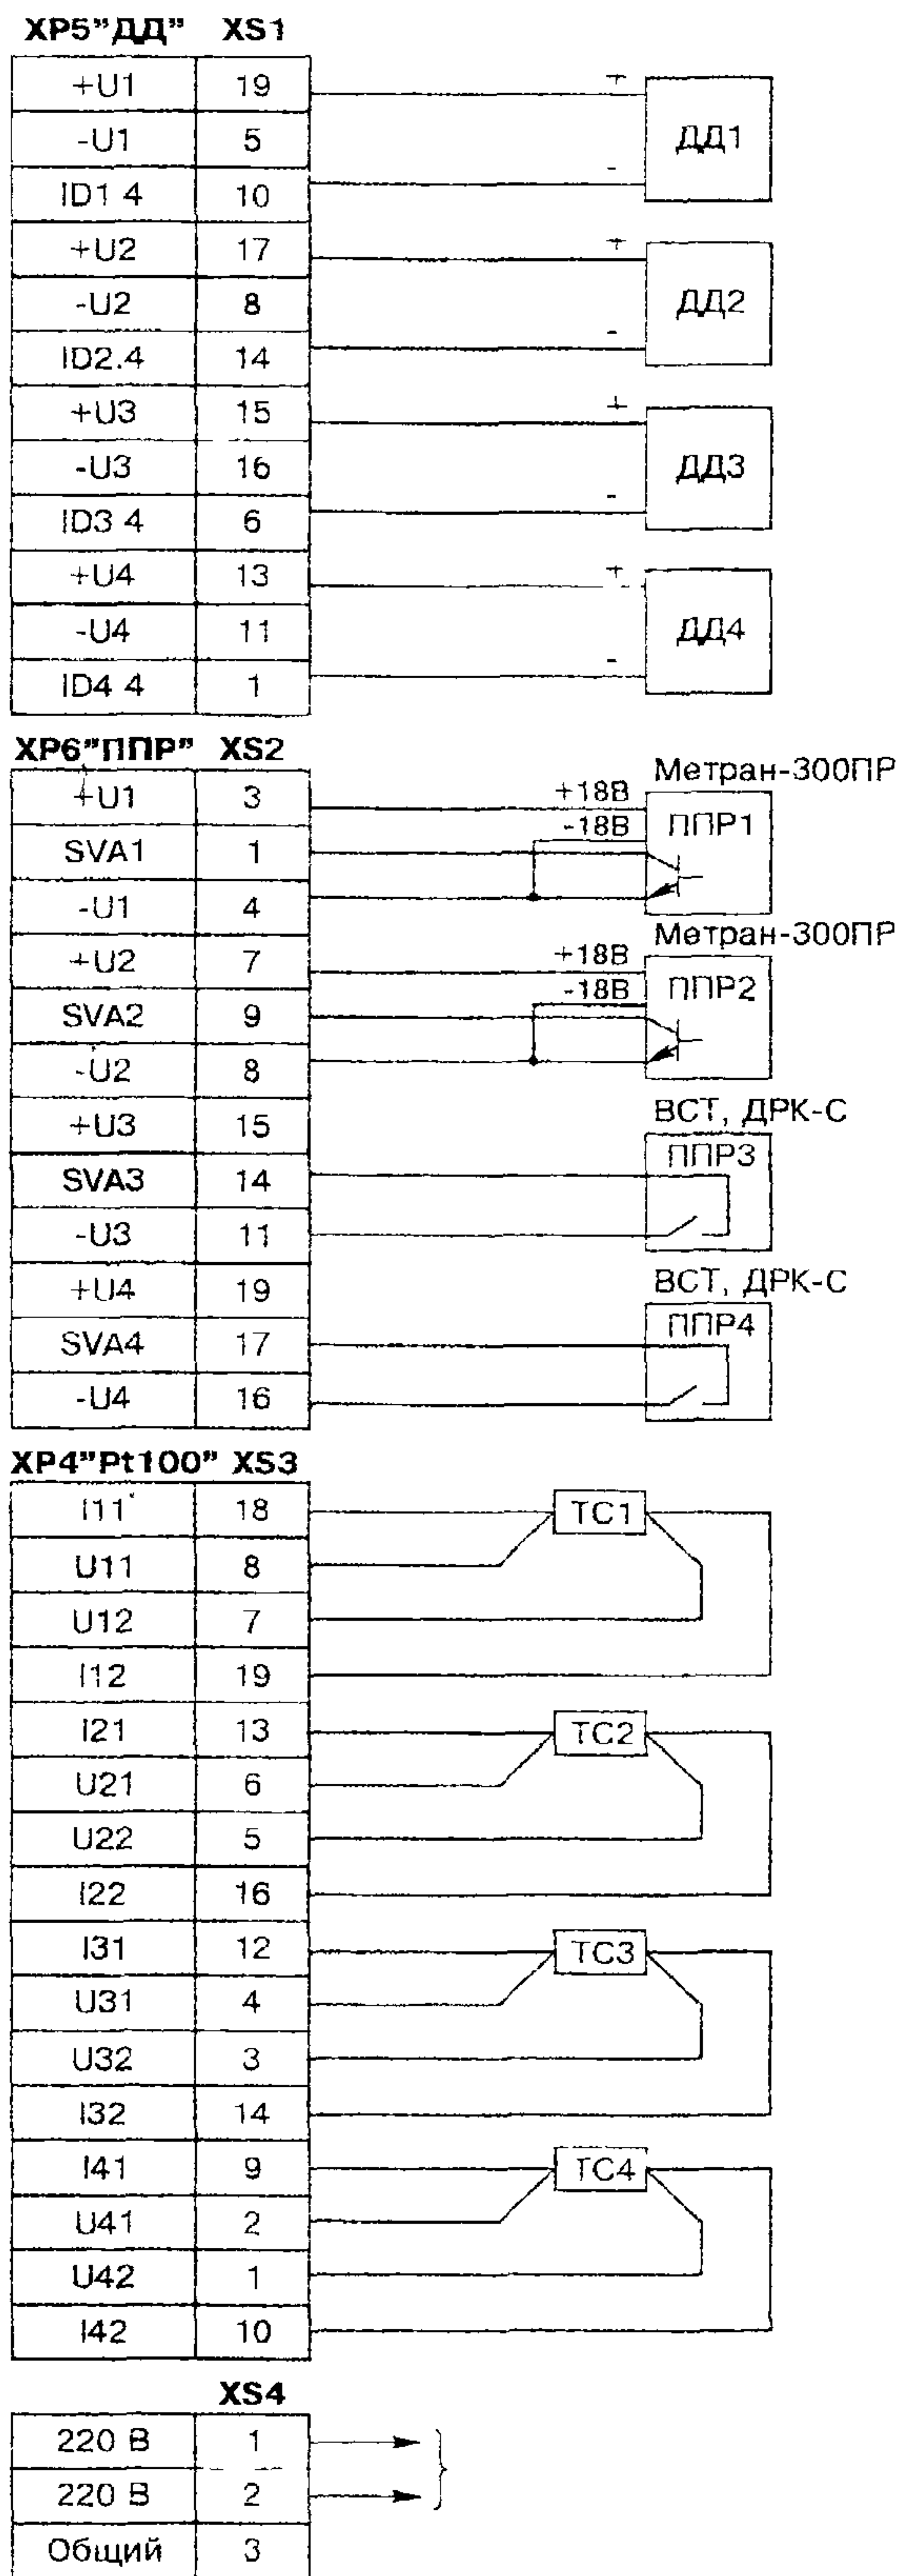 XP5"ДД" XS1
+U1 19 +
-U1 5 ДД1
ID1 4 10 -
+U2 17 +
-U2 8 ДД2
ID2.4 14 -
+U3 15 +
-U3 16 ДД3
ID3 4 6 -
+U4 13 +
-U4 11 ДД4
ID4 4 1 -
XP6"ППР" XS2
Метран-300ПР
+U1 3 +18В
-18В ППР1
SVA1 1
-U1 4
Метран-300ПР
+U2 7 +18В
-18В ППР2
SVA2 9
-U2 8
ВСТ, ДРК-С
+U3 15
ППР3
SVA3 14
-U3 11
ВСТ, ДРК-С
+U4 19
ППР4
SVA4 17
-U4 16
XP4"Pt100" XS3
I11 18 ТС1
U11 8
U12 7
I12 19
I21 13 ТС2
U21 6
U22 5
I22 16
I31 12 ТС3
U31 4
U32 3
I32 14
I41 9 ТС4
U41 2
U42 1
I42 10
XS4
220 В 1
220 В 2
Общий 3